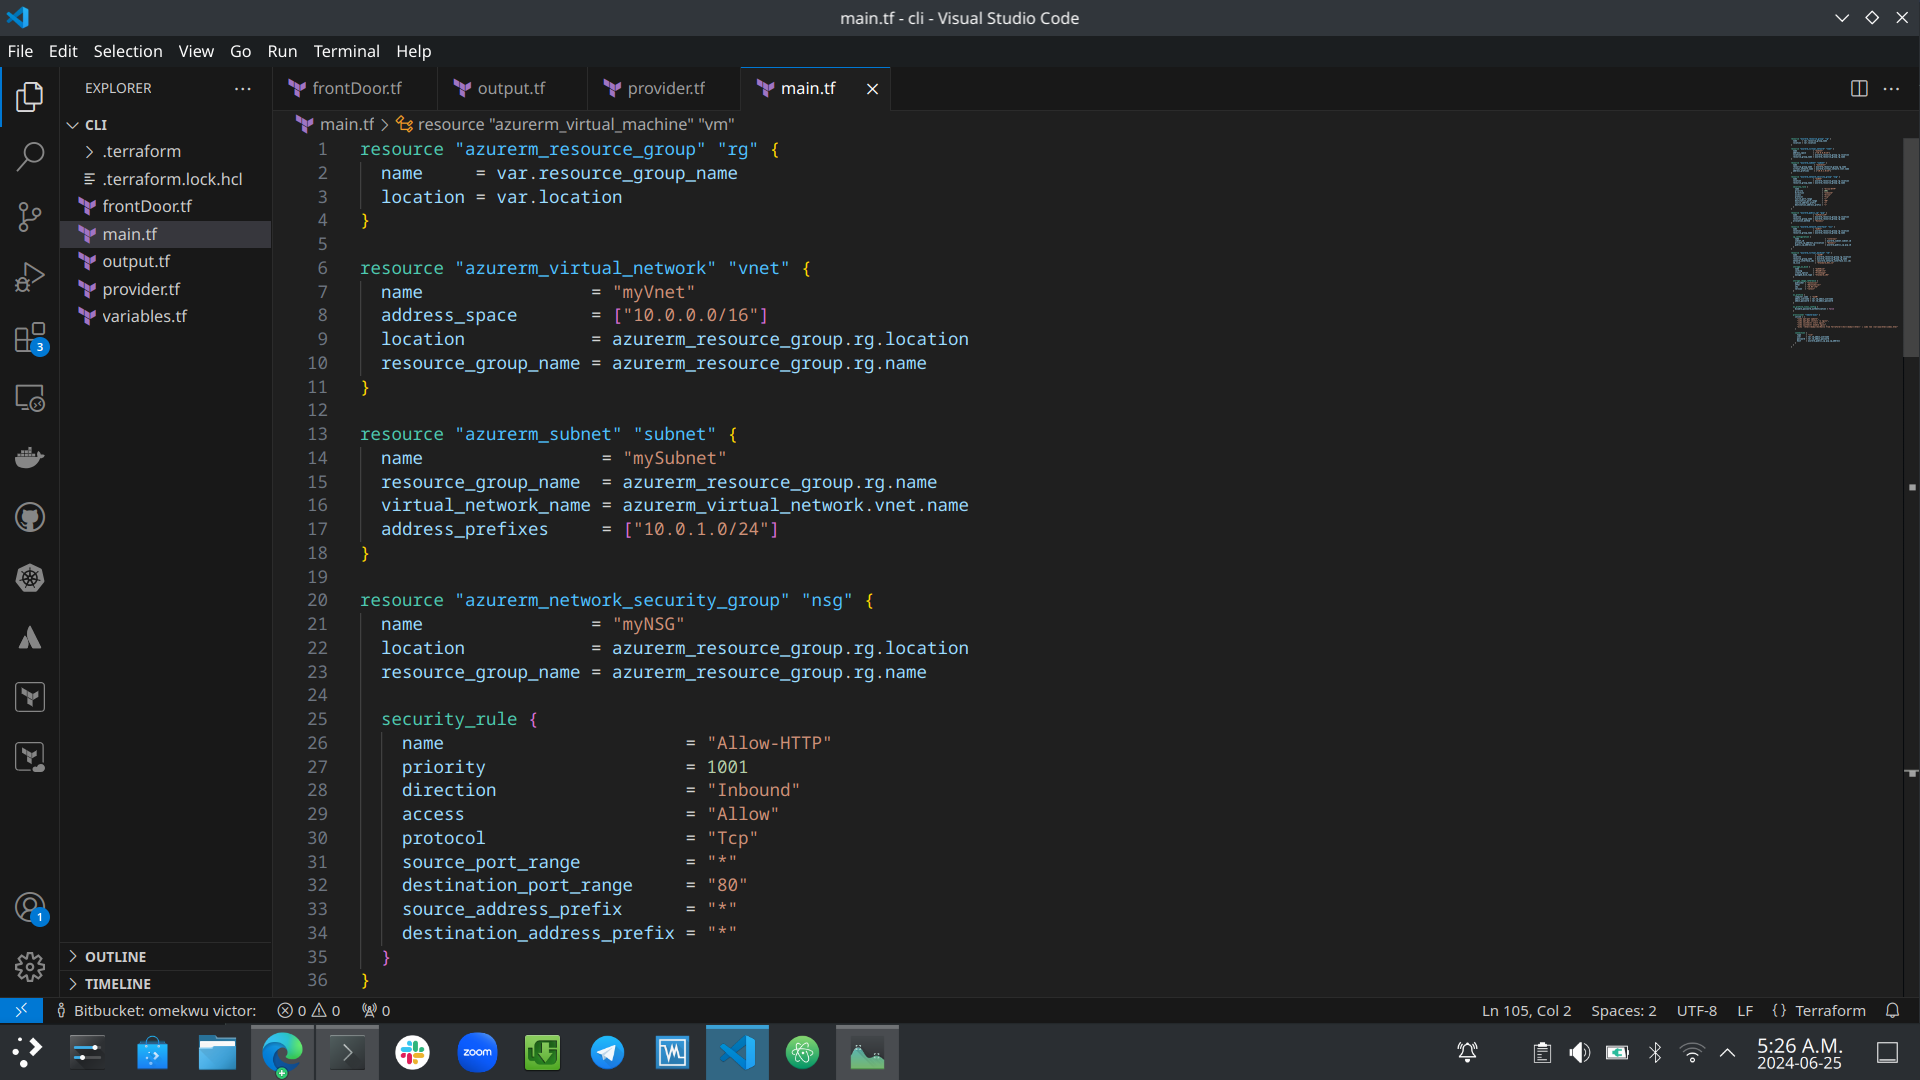 main.tf - cli - Visual Studio Code
File Edit Selection View Go Run Terminal Help
EXPLORER
frontDoor.tf
output.tf
provider.tf
main.tf
CLI
.terraform
.terraform.lock.hcl
frontDoor.tf
main.tf
output.tf
provider.tf
variables.tf
main.tf > resource "azurerm_virtual_machine" "vm"
1 resource "azurerm_resource_group" "rg" {
2   name     = var.resource_group_name
3   location = var.location
4 }
5
6 resource "azurerm_virtual_network" "vnet" {
7   name                = "myVnet"
8   address_space       = ["10.0.0.0/16"]
9   location            = azurerm_resource_group.rg.location
10   resource_group_name = azurerm_resource_group.rg.name
11 }
12
13 resource "azurerm_subnet" "subnet" {
14   name                 = "mySubnet"
15   resource_group_name  = azurerm_resource_group.rg.name
16   virtual_network_name = azurerm_virtual_network.vnet.name
17   address_prefixes     = ["10.0.1.0/24"]
18 }
19
20 resource "azurerm_network_security_group" "nsg" {
21   name                = "myNSG"
22   location            = azurerm_resource_group.rg.location
23   resource_group_name = azurerm_resource_group.rg.name
24
25   security_rule {
26     name                       = "Allow-HTTP"
27     priority                   = 1001
28     direction                  = "Inbound"
29     access                     = "Allow"
30     protocol                   = "Tcp"
31     source_port_range          = "*"
32     destination_port_range     = "80"
33     source_address_prefix      = "*"
34     destination_address_prefix = "*"
35   }
36 }
3
1
OUTLINE
TIMELINE
Bitbucket: omekwu victor: 0 0 0
Ln 105, Col 2 Spaces: 2 UTF-8 LF {} Terraform
zoom
5:26 A.M.
2024-06-25